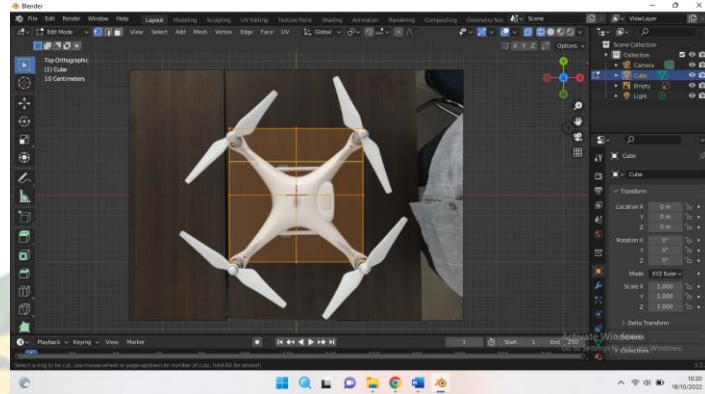 Blender
File Edit Render Window Help Layout Modeling Sculpting UV Editing Texture Paint Shading Animation Rendering Compositing Geometry Noc Scene ViewLayer
Edit Mode View Select Add Mesh Vertex Edge Face UV Global
X Y Z Options
Top Orthographic
(1) Cube
10 Centimeters
Scene Collection
Collection
Camera
Cube
Empty
Light
Cube
Cube
Transform
Location X 0 m
Y 0 m
Z 0 m
Rotation X 0°
Y 0°
Z 0°
Mode XYZ Euler
Scale X 1.000
Y 1.000
Z 1.000
Delta Transform
Activate Windows
Go to Settings to activate Windows.
Collections
Playback Keying View Marker 1 Start 1 End 250
Select a ring to be cut, use mouse-wheel or page-up/down for number of cuts, hold Alt for smooth
16:20
18/10/2022